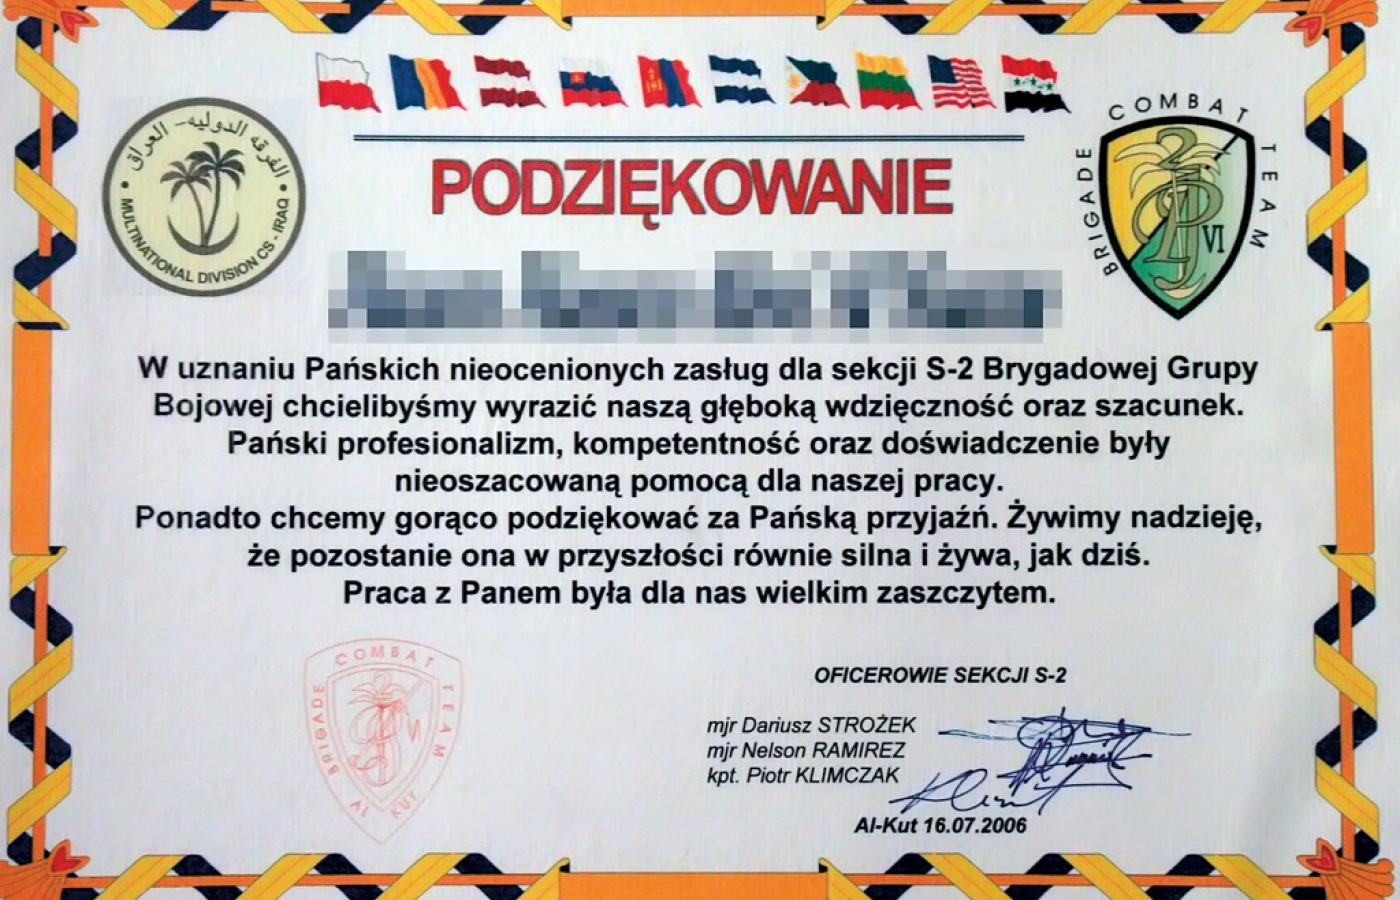 الفرقه الدوليه - العراق
MULTINATIONAL DIVISION CS - IRAQ
BRIGADE COMBAT TEAM
2
VI
PODZIĘKOWANIE
W uznaniu Pańskich nieocenionych zasług dla sekcji S-2 Brygadowej Grupy
Bojowej chcielibyśmy wyrazić naszą głęboką wdzięczność oraz szacunek.
Pański profesionalizm, kompetentność oraz doświadczenie były
nieoszacowaną pomocą dla naszej pracy.
Ponadto chcemy gorąco podziękować za Pańską przyjaźń. Żywimy nadzieję,
że pozostanie ona w przyszłości równie silna i żywa, jak dziś.
Praca z Panem była dla nas wielkim zaszczytem.
BRIGADE COMBAT TEAM
VI
AL KUT
OFICEROWIE SEKCJI S-2
mjr Dariusz STROŻEK
mjr Nelson RAMIREZ
kpt. Piotr KLIMCZAK
Al-Kut 16.07.2006